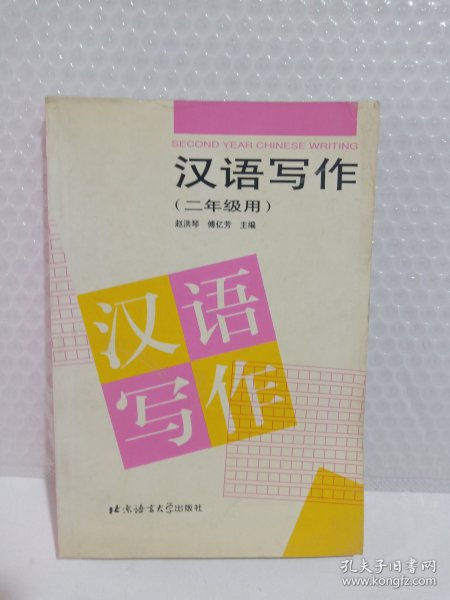 SECOND YEAR CHINESE WRITING
汉语写作
（二年级用）
赵洪琴 傅亿芳 主编
汉语
写作
北京语言大学出版社
孔夫子旧书网
www.kongfz.com